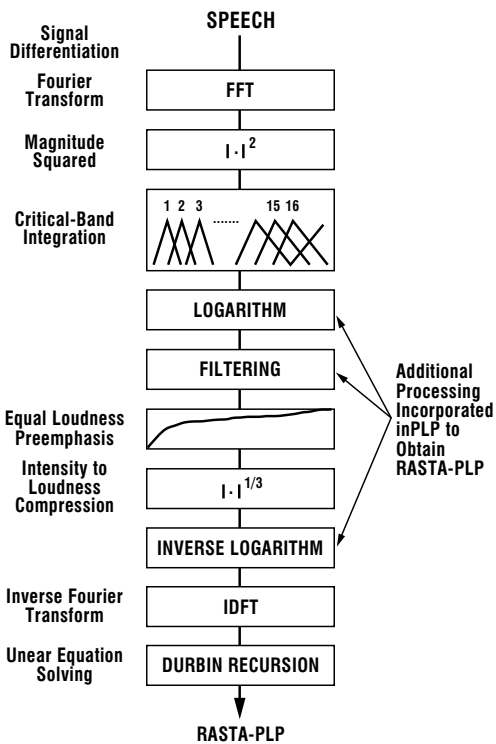 SPEECH
Signal
Differentiation
Fourier
Transform
FFT
Magnitude
Squared
|·|²
Critical-Band
Integration
1 2 3 ........ 15 16
LOGARITHM
FILTERING
Additional
Processing
Incorporated
inPLP to
Obtain
RASTA-PLP
Equal Loudness
Preemphasis
Intensity to
Loudness
Compression
|·|^1/3
INVERSE LOGARITHM
Inverse Fourier
Transform
IDFT
Unear Equation
Solving
DURBIN RECURSION
RASTA-PLP